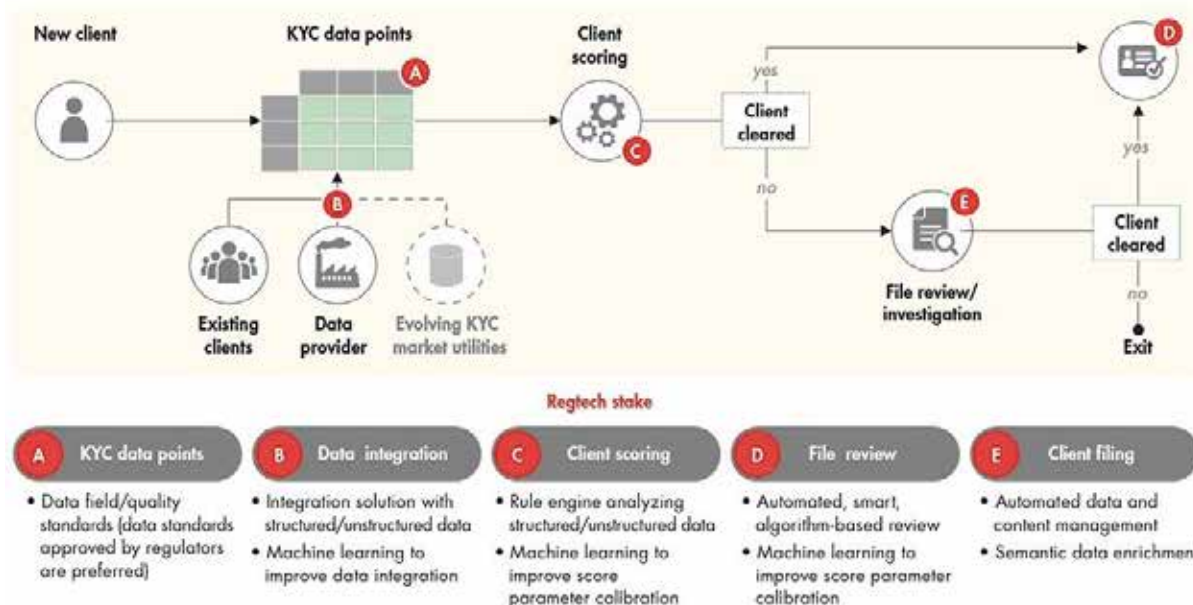 New client
KYC data points
Client
scoring
A
C
yes
Client
cleared
no
D
B
E
yes
Client
cleared
no
Exit
File review/
investigation
Existing
clients
Data
provider
Evolving KYC
market utilities
Regtech stake
A KYC data points
• Data field/quality
standards (data standards
approved by regulators
are preferred)
B Data integration
• Integration solution with
structured/unstructured data
• Machine learning to
improve data integration
C Client scoring
• Rule engine analyzing
structured/unstructured data
• Machine learning to
improve score
parameter calibration
D File review
• Automated, smart,
algorithm-based review
• Machine learning to
improve score parameter
calibration
E Client filing
• Automated data and
content management
• Semantic data enrichment